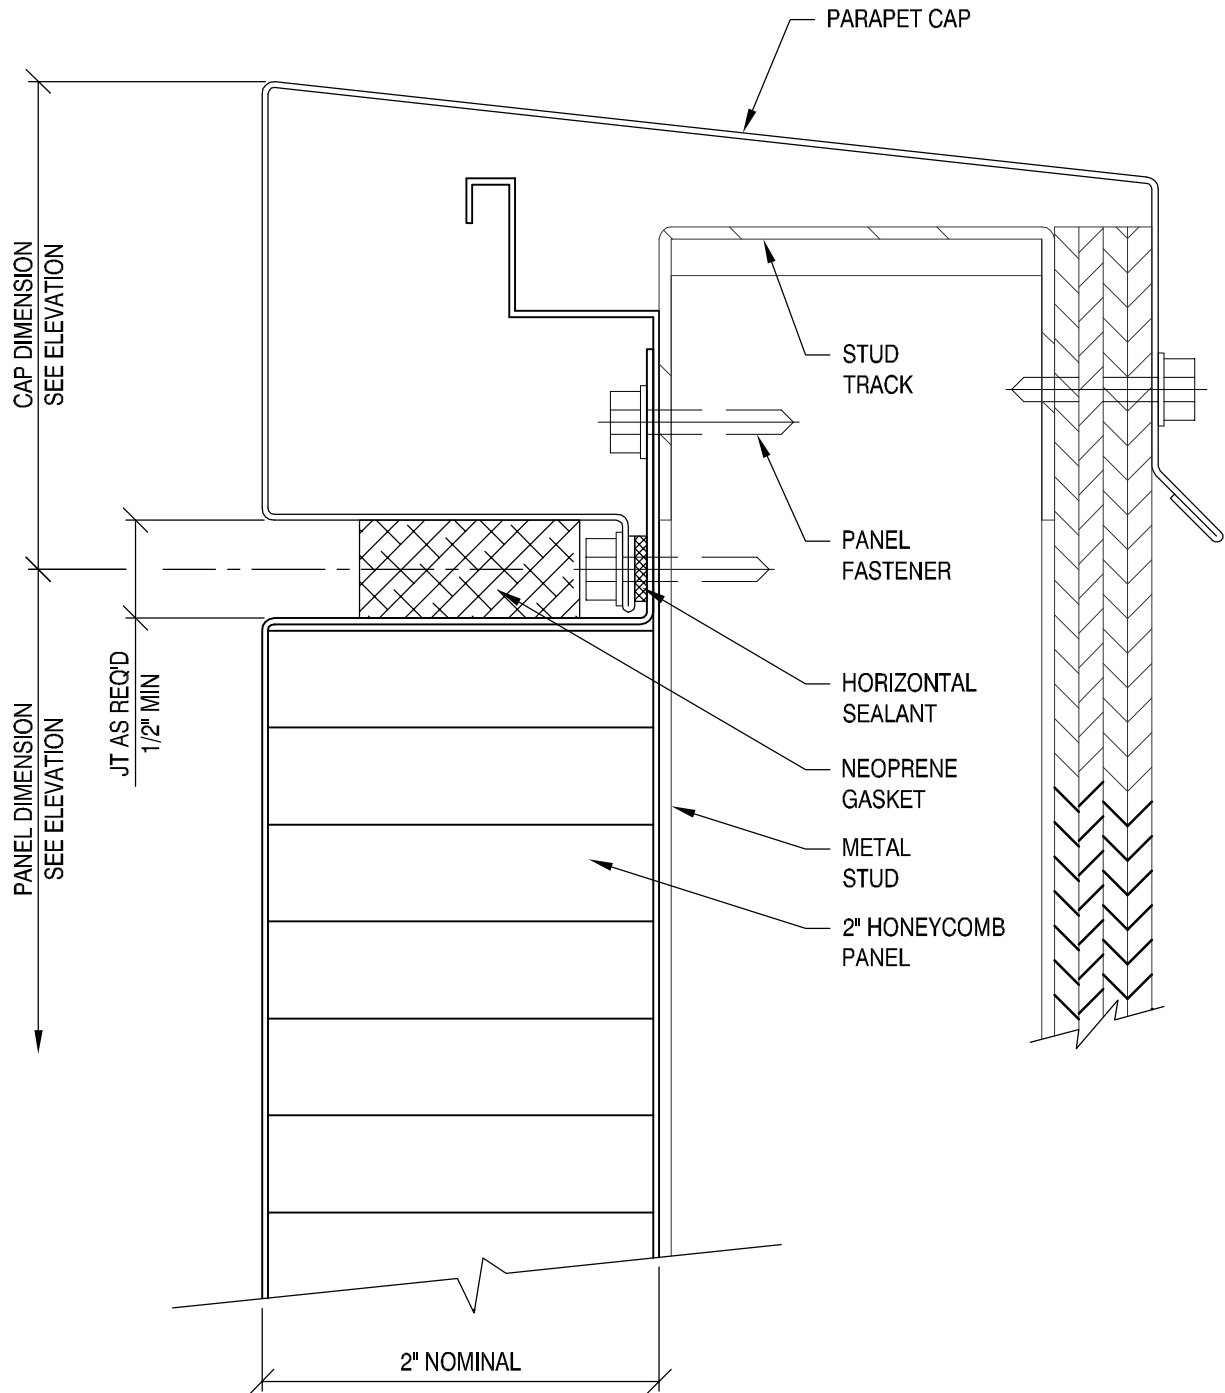 PARAPET CAP
CAP DIMENSION
SEE ELEVATION
STUD
TRACK
PANEL
FASTENER
JT AS REQ'D
1/2" MIN
HORIZONTAL
SEALANT
PANEL DIMENSION
SEE ELEVATION
NEOPRENE
GASKET
METAL
STUD
2" HONEYCOMB
PANEL
2" NOMINAL